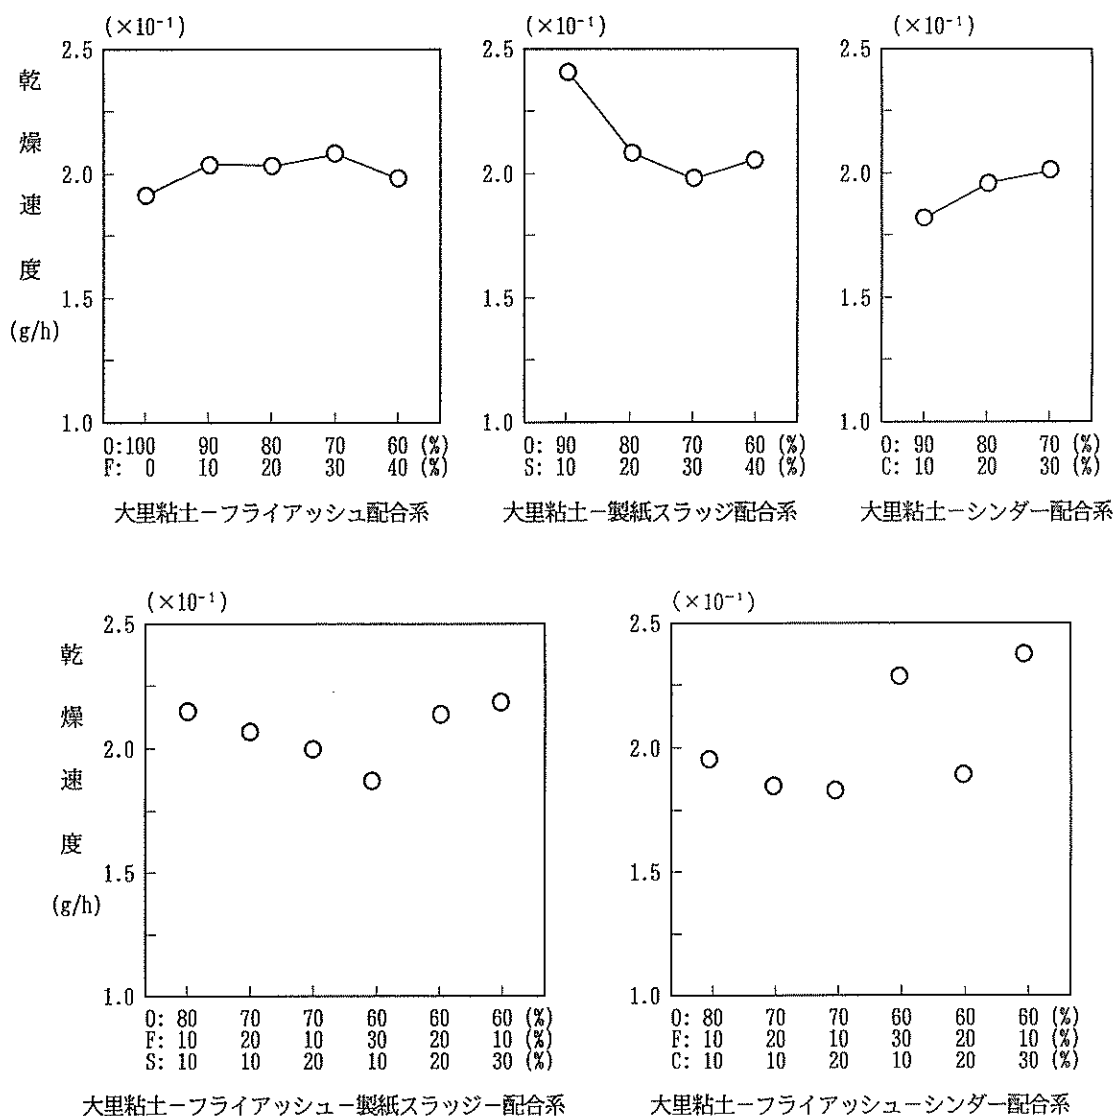 (×10⁻¹) (×10⁻¹) (×10⁻¹)
2.5 2.5 2.5
乾燥速度
2.0 2.0 2.0
1.5 1.5 1.5
(g/h)
1.0 1.0 1.0
O:100 90 80 70 60 (%) O: 90 80 70 60 (%) O: 90 80 70 (%)
F: 0 10 20 30 40 (%) S: 10 20 30 40 (%) C: 10 20 30 (%)
大里粘土－フライアッシュ配合系 大里粘土－製紙スラッジ配合系 大里粘土－シンダー配合系
(×10⁻¹) (×10⁻¹)
2.5 2.5
乾燥速度
2.0 2.0
1.5 1.5
(g/h)
1.0 1.0
O: 80 70 70 60 60 60 (%) O: 80 70 70 60 60 60 (%)
F: 10 20 10 30 20 10 (%) F: 10 20 10 30 20 10 (%)
S: 10 10 20 10 20 30 (%) C: 10 10 20 10 20 30 (%)
大里粘土－フライアッシュ－製紙スラッジ－配合系 大里粘土－フライアッシュ－シンダー配合系